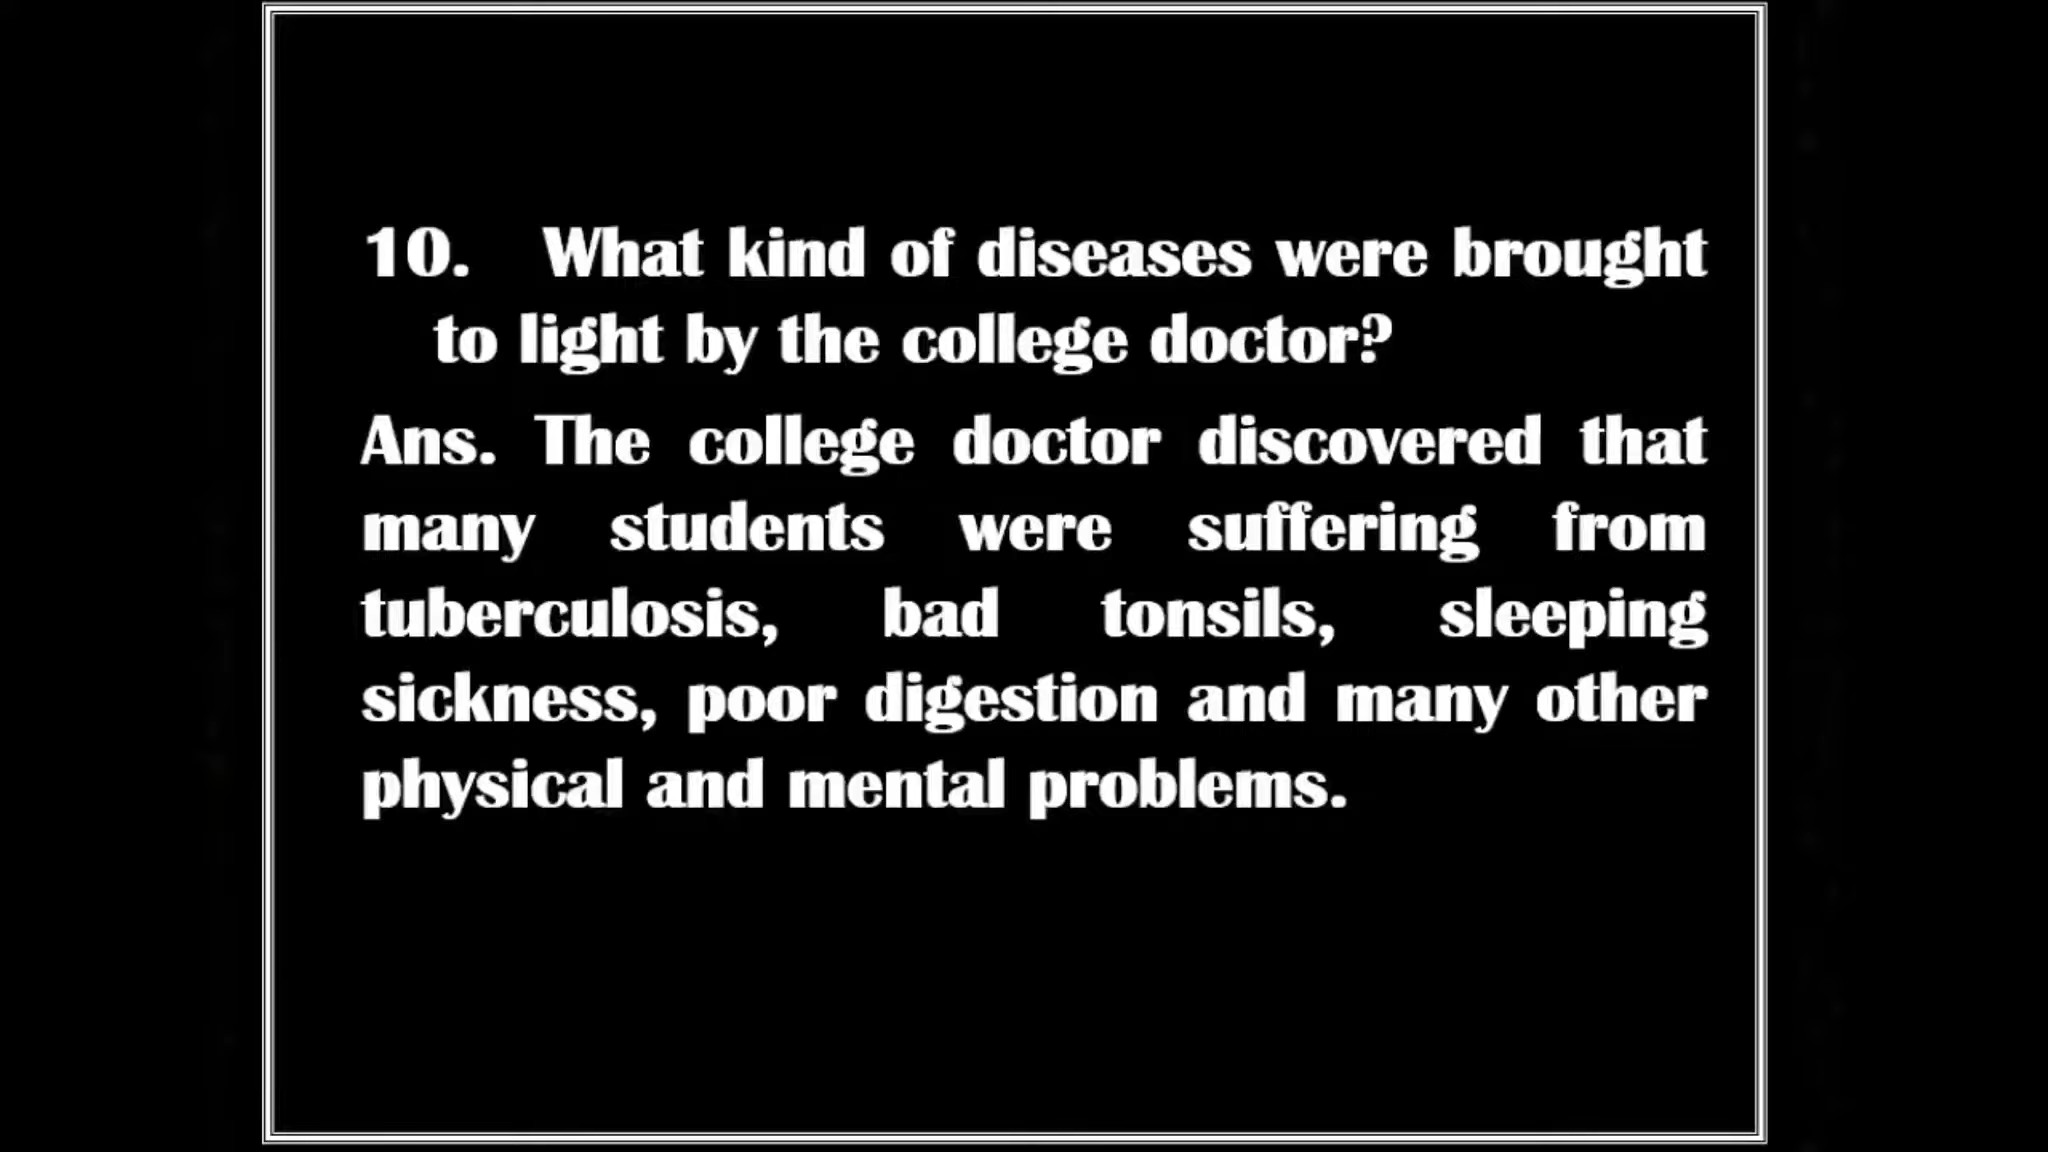 10. What kind of diseases were brought
to light by the college doctor?
Ans. The college doctor discovered that
many students were suffering from
tuberculosis, bad tonsils, sleeping
sickness, poor digestion and many other
physical and mental problems.